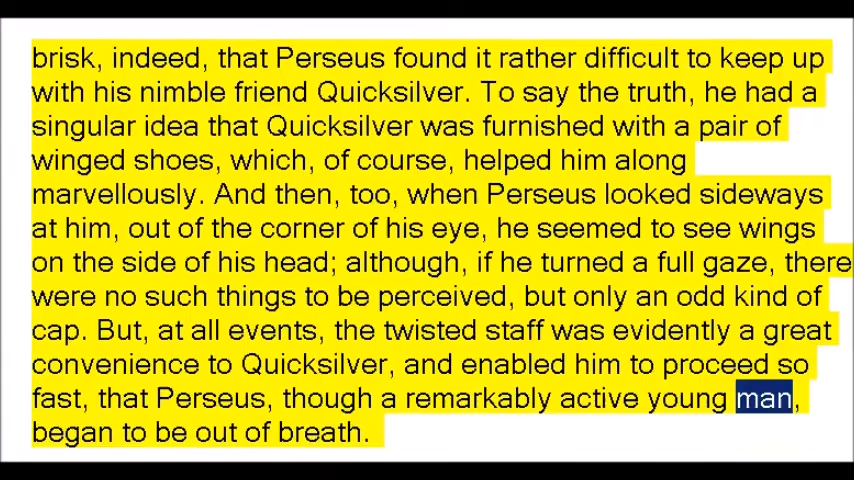 brisk, indeed, that Perseus found it rather difficult to keep up
with his nimble friend Quicksilver. To say the truth, he had a
singular idea that Quicksilver was furnished with a pair of
winged shoes, which, of course, helped him along
marvellously. And then, too, when Perseus looked sideways
at him, out of the corner of his eye, he seemed to see wings
on the side of his head; although, if he turned a full gaze, there
were no such things to be perceived, but only an odd kind of
cap. But, at all events, the twisted staff was evidently a great
convenience to Quicksilver, and enabled him to proceed so
fast, that Perseus, though a remarkably active young man,
began to be out of breath.